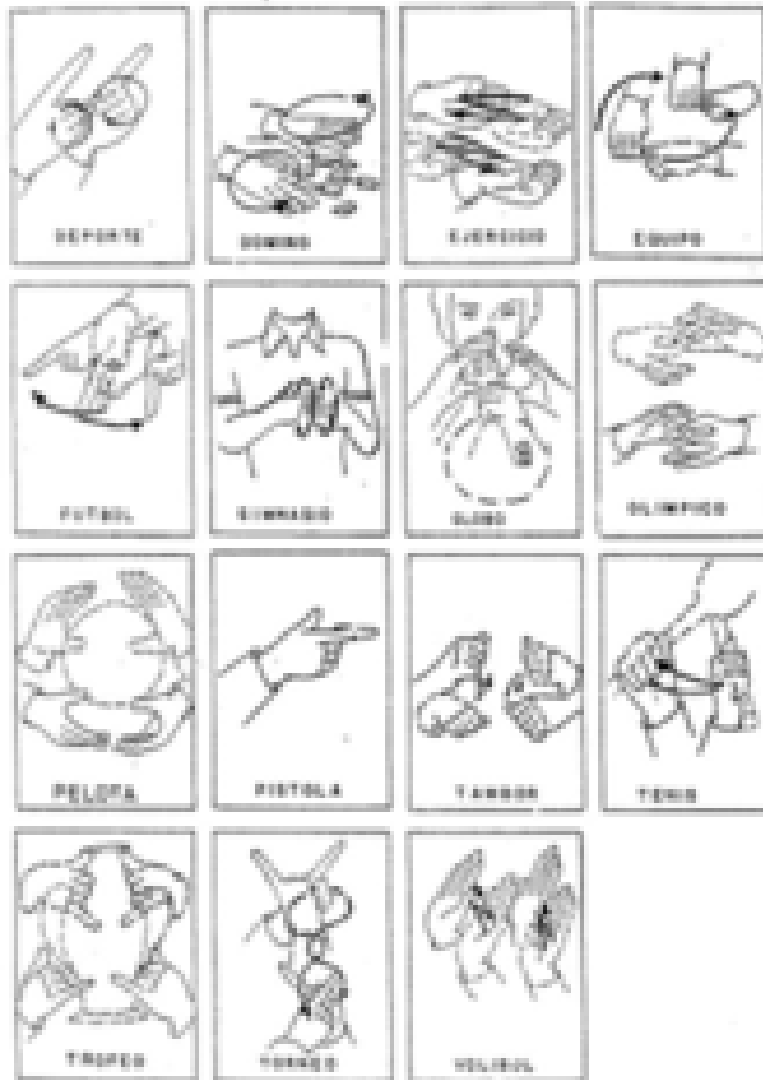 DEPORTE
DOMINO
EJERCICIO
EQUIPO
FUTBOL
GIMNASIO
GLOBO
OLIMPICO
PELOTA
PISTOLA
TAMBOR
TENIS
TROFEO
TORNEO
VOLIBOL